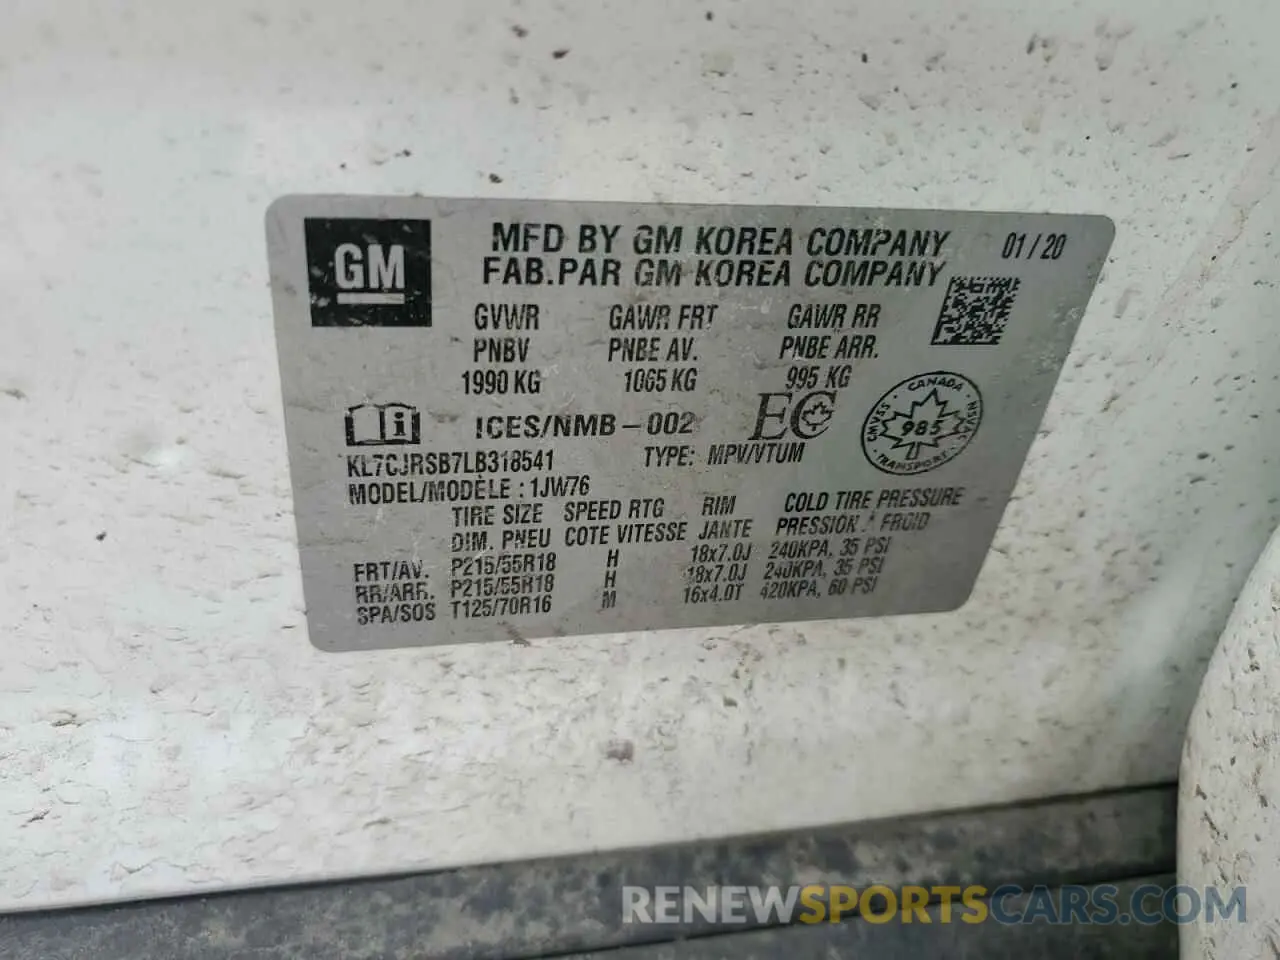 GM
MFD BY GM KOREA COMPANY 01/20
FAB.PAR GM KOREA COMPANY
GVWR GAWR FRT GAWR RR
PNBV PNBE AV. PNBE ARR.
1990 KG 1065 KG 995 KG
ICES/NMB-002 EC
CANADA
CMVSS NSVAC
985
TRANSPORT
KL7CJRSB7LB318541 TYPE: MPV/VTUM
MODEL/MODÈLE : 1JW76
TIRE SIZE SPEED RTG RIM COLD TIRE PRESSURE
DIM. PNEU COTE VITESSE JANTE PRESSION À FROID
FRT/AV. P215/55R18 H 18x7.0J 240KPA, 35 PSI
RR/ARR. P215/55R18 H 18x7.0J 240KPA, 35 PSI
SPA/SOS T125/70R16 M 16x4.0T 420KPA, 60 PSI
RENEWSPORTSCARS.COM